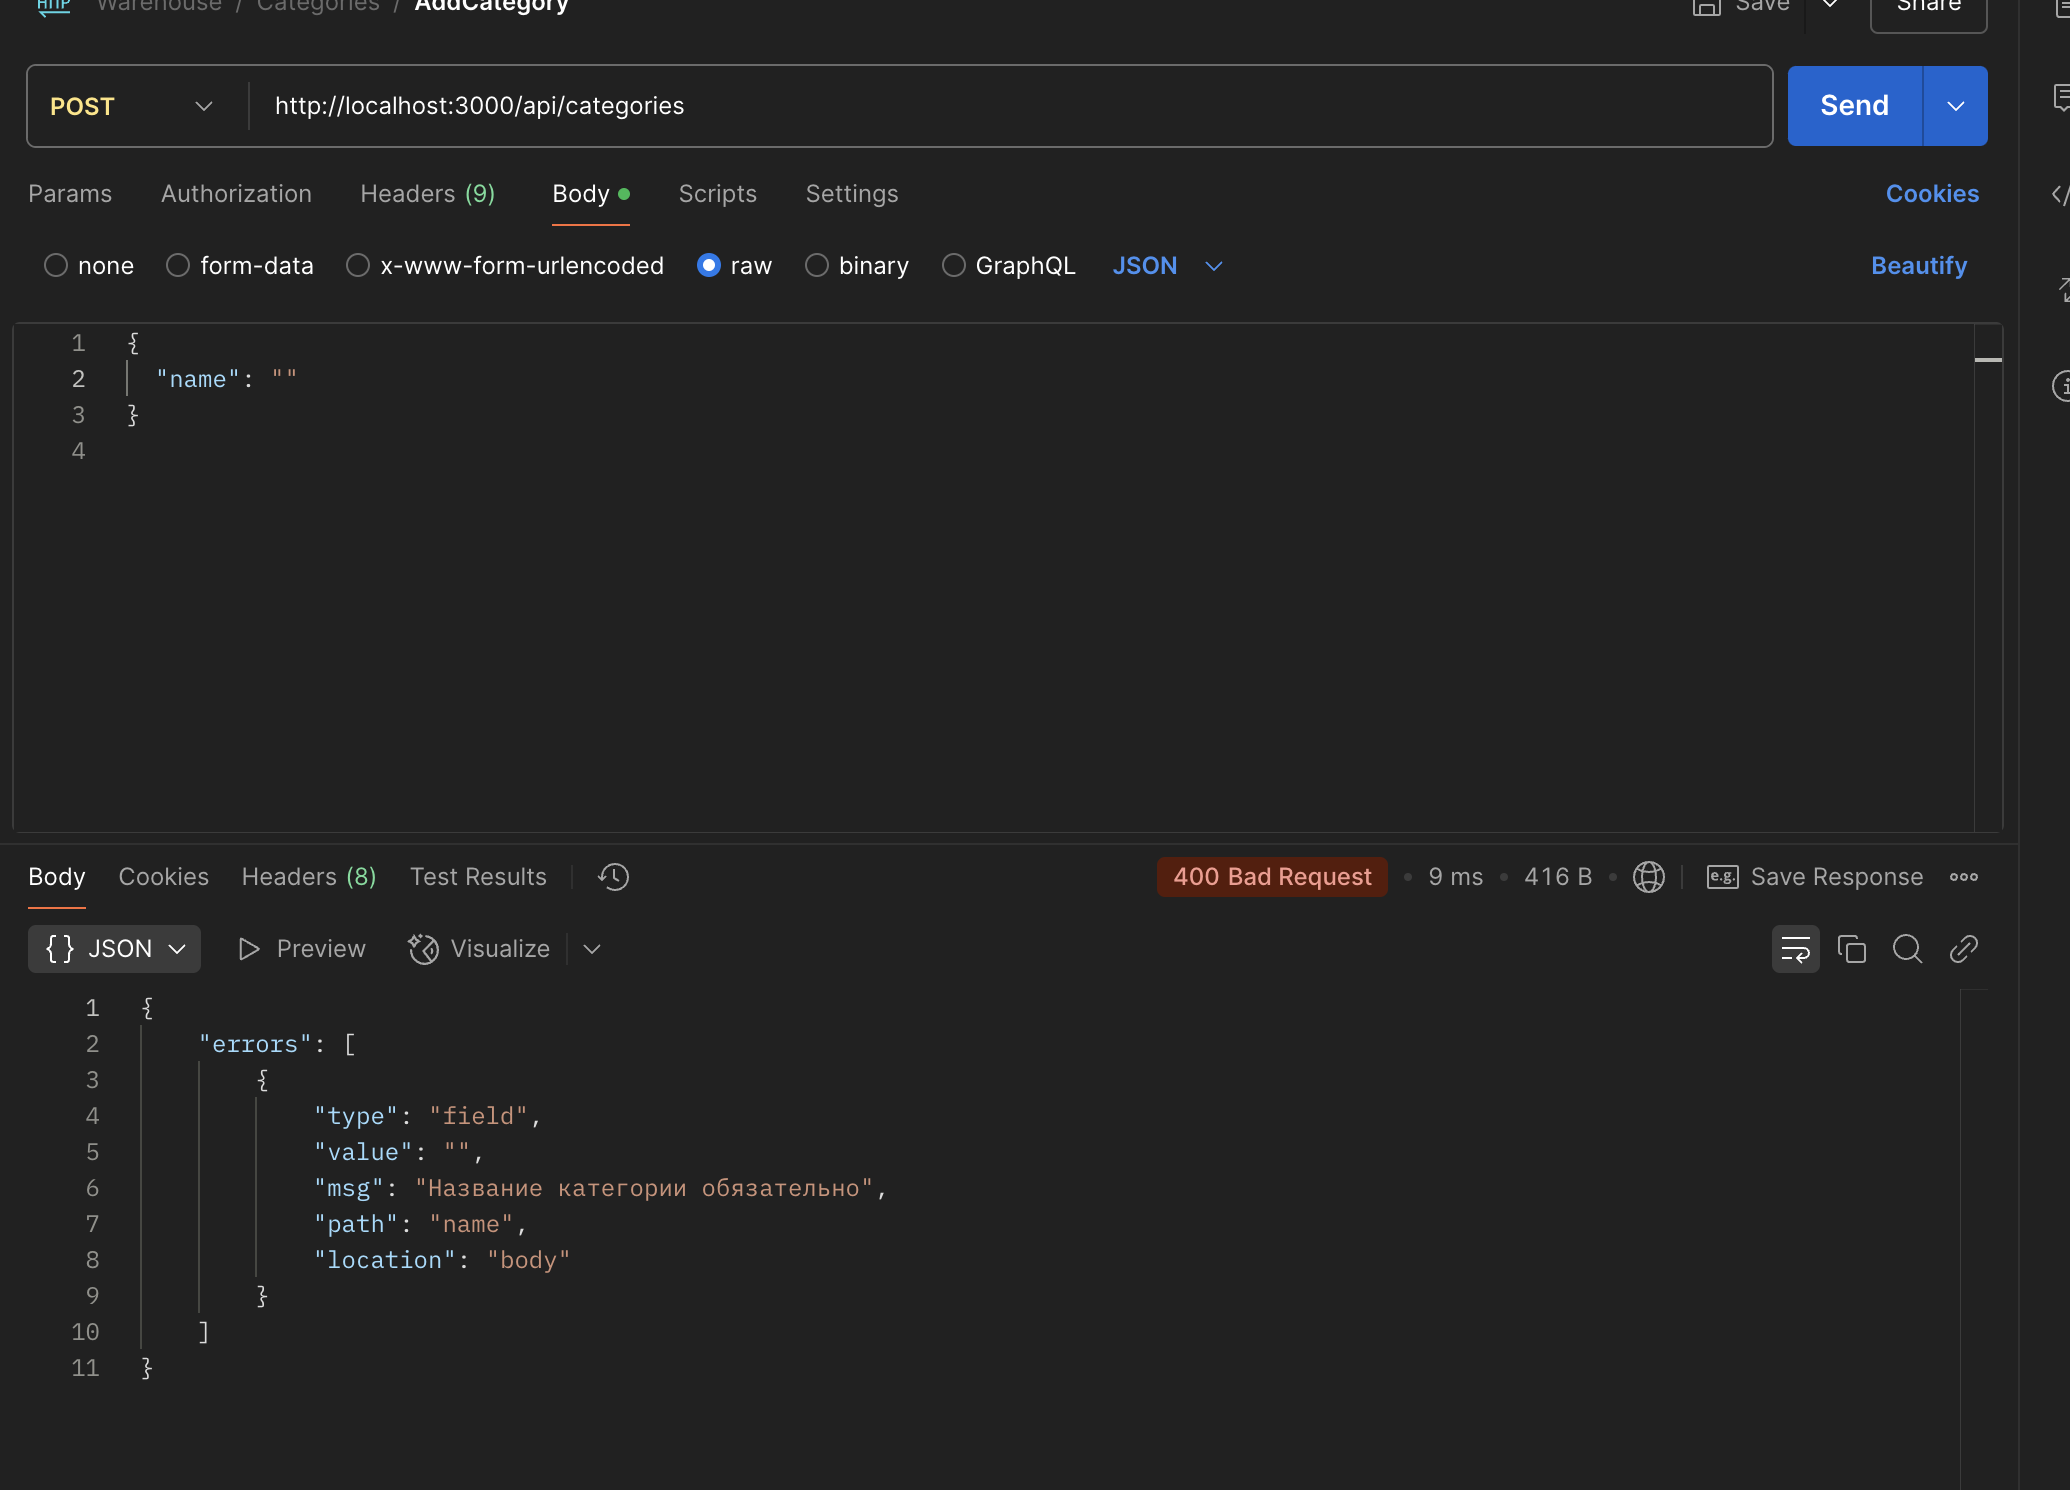 HTTP Warehouse / Categories / AddCategory Save Share
POST http://localhost:3000/api/categories Send
Params Authorization Headers (9) Body Scripts Settings Cookies
none form-data x-www-form-urlencoded raw binary GraphQL JSON Beautify
1 {
2 "name": ""
3 }
4
Body Cookies Headers (8) Test Results 400 Bad Request • 9 ms • 416 B • e.g. Save Response
{ } JSON Preview Visualize
1 {
2 "errors": [
3 {
4 "type": "field",
5 "value": "",
6 "msg": "Название категории обязательно",
7 "path": "name",
8 "location": "body"
9 }
10 ]
11 }